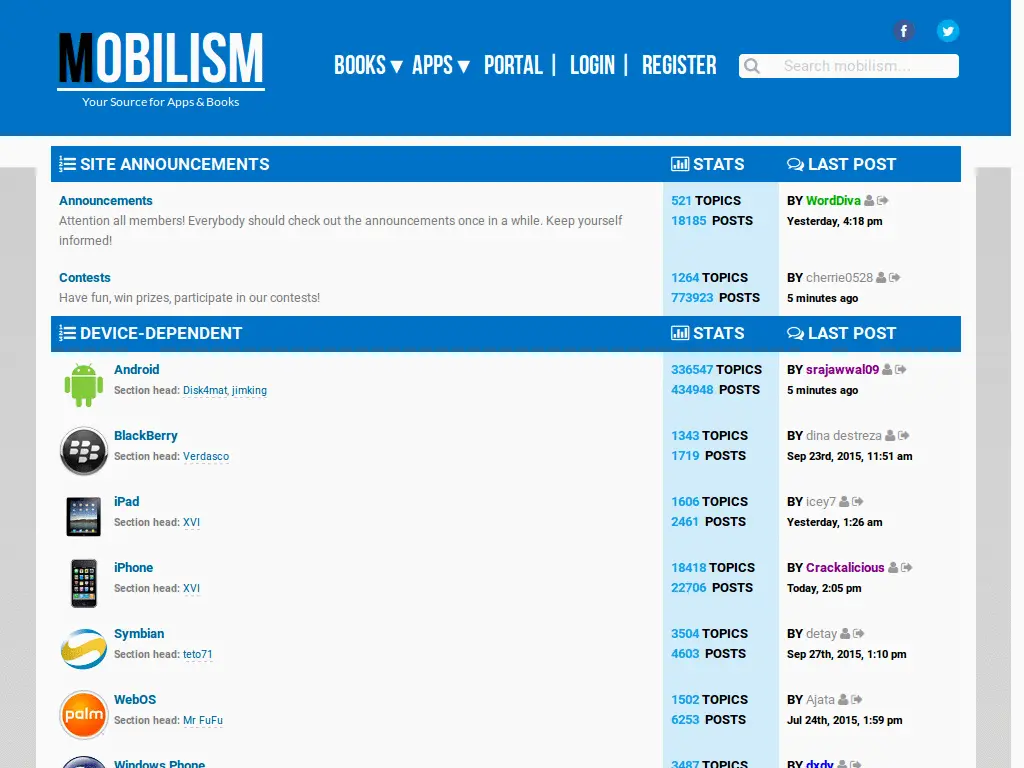 MOBILISM
Your Source for Apps & Books
BOOKS ▾ APPS ▾ PORTAL | LOGIN | REGISTER
Search mobilism...
SITE ANNOUNCEMENTS STATS LAST POST
Announcements 521 TOPICS BY WordDiva
Attention all members! Everybody should check out the announcements once in a while. Keep yourself 18185 POSTS Yesterday, 4:18 pm
informed!
Contests 1264 TOPICS BY cherrie0528
Have fun, win prizes, participate in our contests! 773923 POSTS 5 minutes ago
DEVICE-DEPENDENT STATS LAST POST
Android 336547 TOPICS BY srajawwal09
Section head: Disk4mat, jimking 434948 POSTS 5 minutes ago
BlackBerry 1343 TOPICS BY dina destreza
Section head: Verdasco 1719 POSTS Sep 23rd, 2015, 11:51 am
iPad 1606 TOPICS BY icey7
Section head: XVI 2461 POSTS Yesterday, 1:26 am
iPhone 18418 TOPICS BY Crackalicious
Section head: XVI 22706 POSTS Today, 2:05 pm
Symbian 3504 TOPICS BY detay
Section head: teto71 4603 POSTS Sep 27th, 2015, 1:10 pm
WebOS 1502 TOPICS BY Ajata
palm
Section head: Mr FuFu 6253 POSTS Jul 24th, 2015, 1:59 pm
Windows Phone 3487 TOPICS BY dxdy